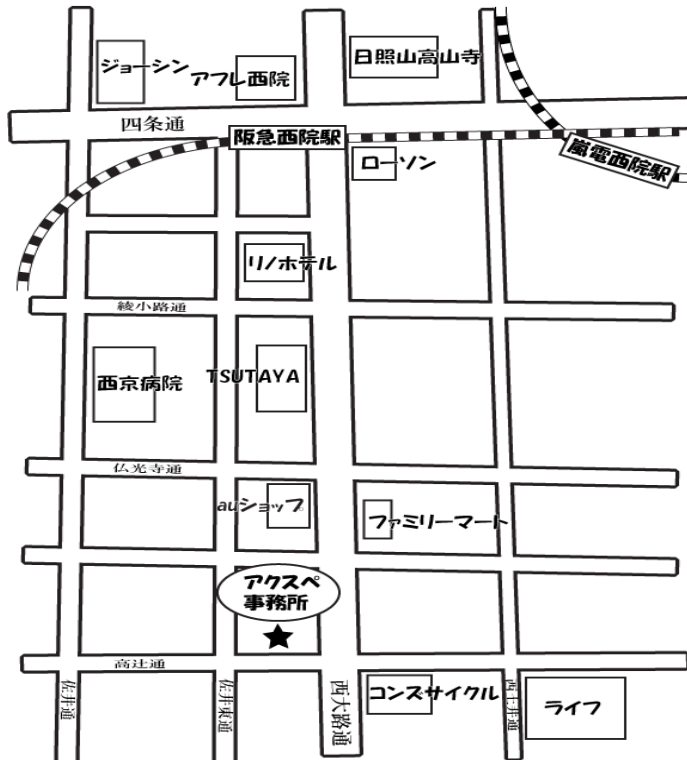 ジョーシン
アフレ西院
日照山高山寺
四条通
阪急西院駅
嵐電西院駅
ローソン
リノホテル
綾小路通
西京病院
TSUTAYA
仏光寺通
auショップ
ファミリーマート
アクスペ
事務所
高辻通
佐井通
佐井東通
西大路通
コンズサイクル
西土井通
ライフ